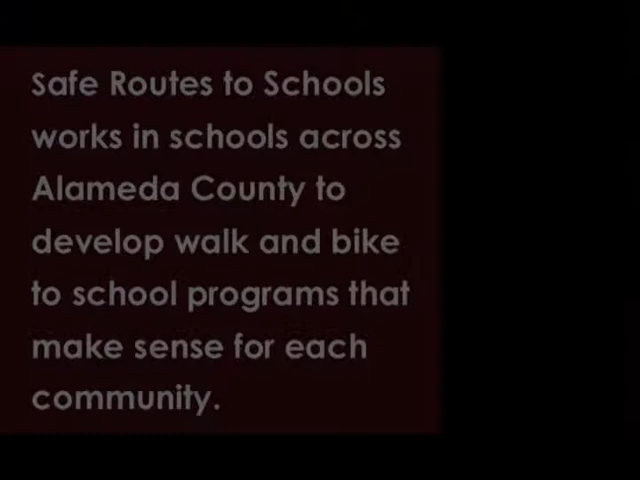 Safe Routes to Schools
works in schools across
Alameda County to
develop walk and bike
to school programs that
make sense for each
community.